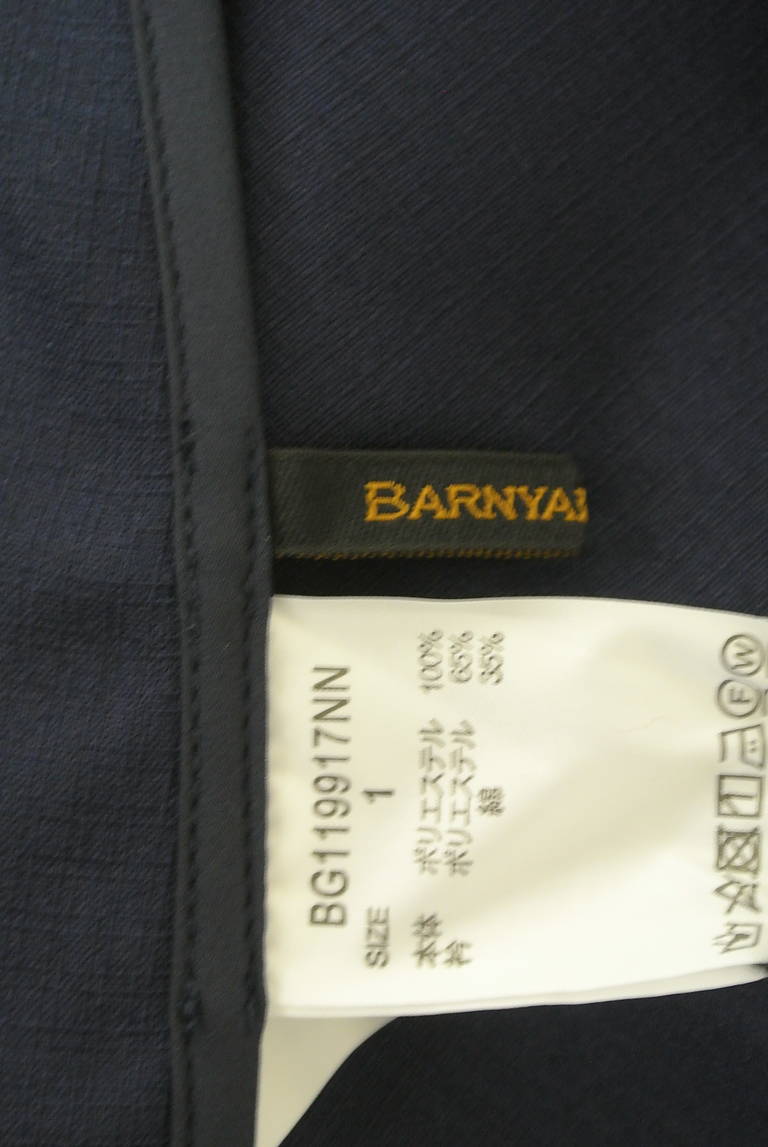 BARNYA
BG119917NN
SIZE 1
本体 ポリエステル 100%
衿 ポリエステル 65%
綿 35%
F W